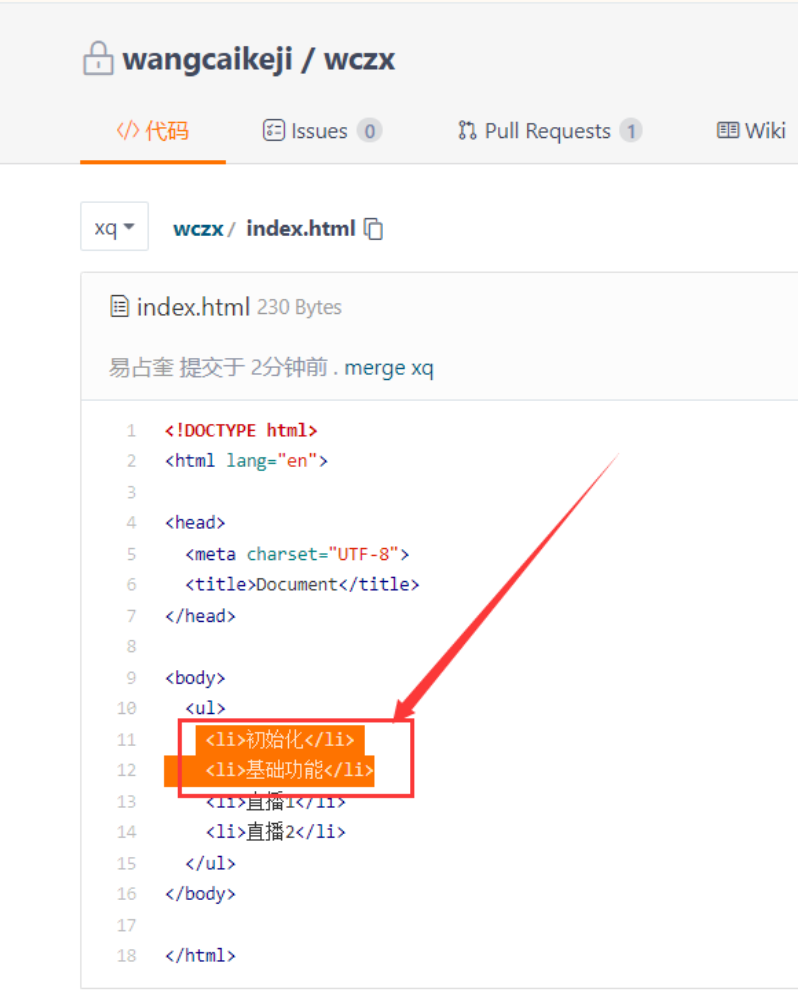 wangcaikeji / wczx
</> 代码 Issues 0 Pull Requests 1 Wiki
xq wczx / index.html
index.html 230 Bytes
易占奎 提交于 2分钟前 . merge xq
1 <!DOCTYPE html>
2 <html lang="en">
3
4 <head>
5 <meta charset="UTF-8">
6 <title>Document</title>
7 </head>
8
9 <body>
10 <ul>
11 <li>初始化</li>
12 <li>基础功能</li>
13 <li>直播1</li>
14 <li>直播2</li>
15 </ul>
16 </body>
17
18 </html>